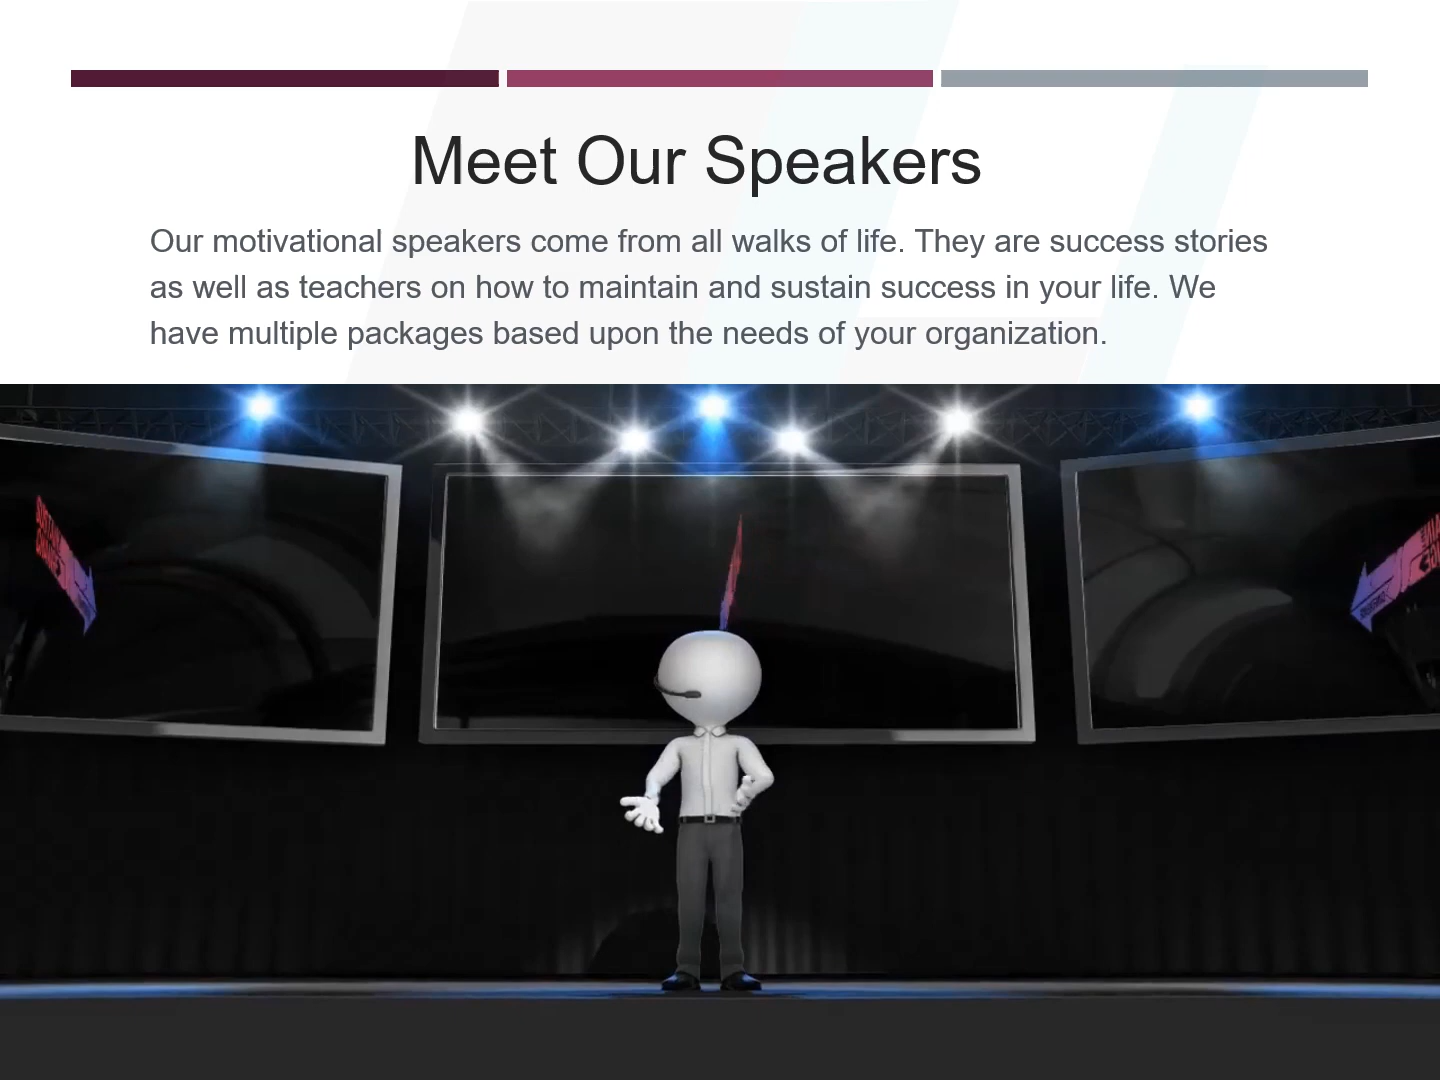 Meet Our Speakers
Our motivational speakers come from all walks of life. They are success stories
as well as teachers on how to maintain and sustain success in your life. We
have multiple packages based upon the needs of your organization.